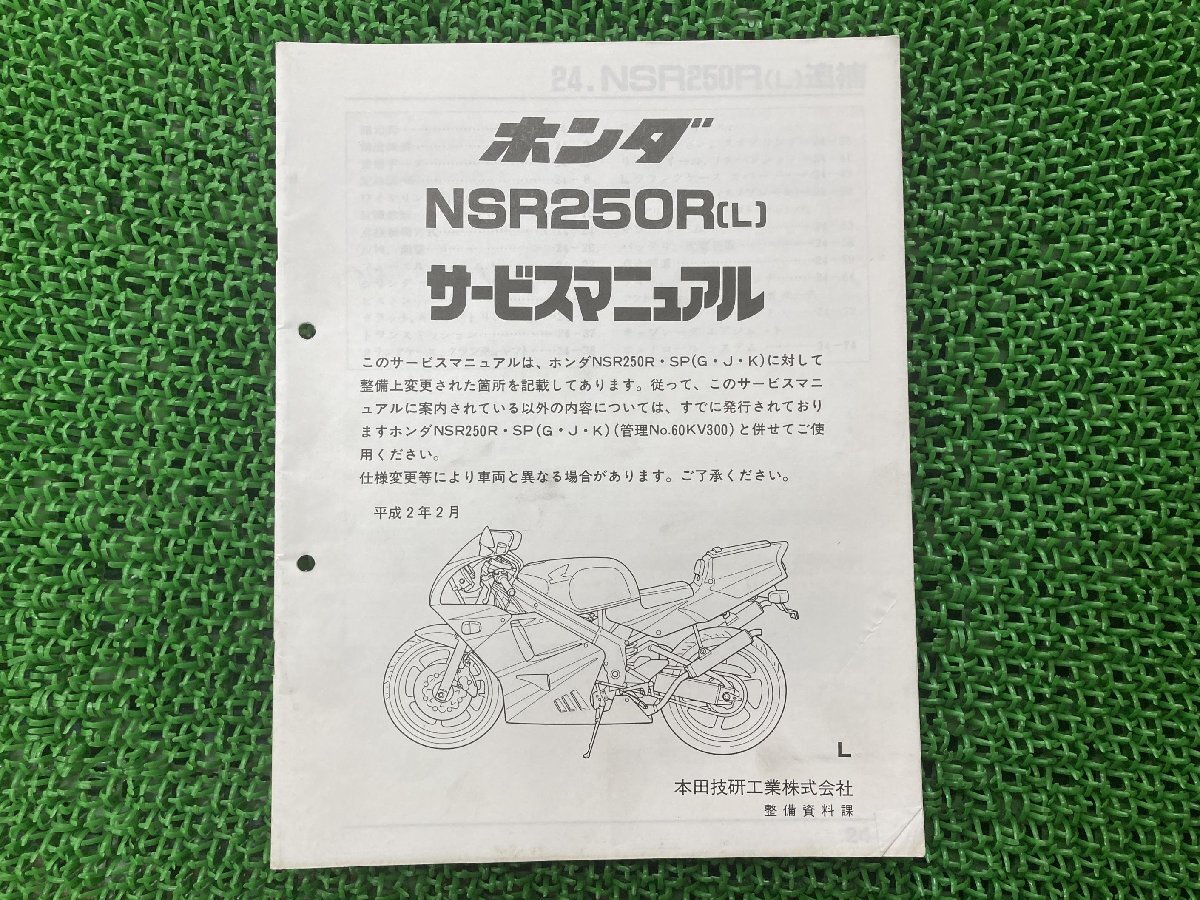 24. NSR250R(L)追補
ホンダ
NSR250R(L)
サービスマニュアル
このサービスマニュアルは、ホンダNSR250R・SP(G・J・K)に対して
整備上変更された箇所を記載してあります。従って、このサービスマニ
ュアルに案内されている以外の内容については、すでに発行されており
ますホンダNSR250R・SP(G・J・K)(管理No.60KV300)と併せてご使
用ください。
仕様変更等により車両と異なる場合があります。ご了承ください。
平成2年2月
L
本田技研工業株式会社
整備資料課